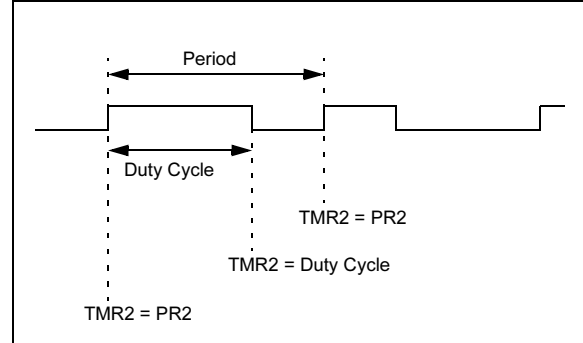 Period
Duty Cycle
TMR2 = PR2
TMR2 = Duty Cycle
TMR2 = PR2